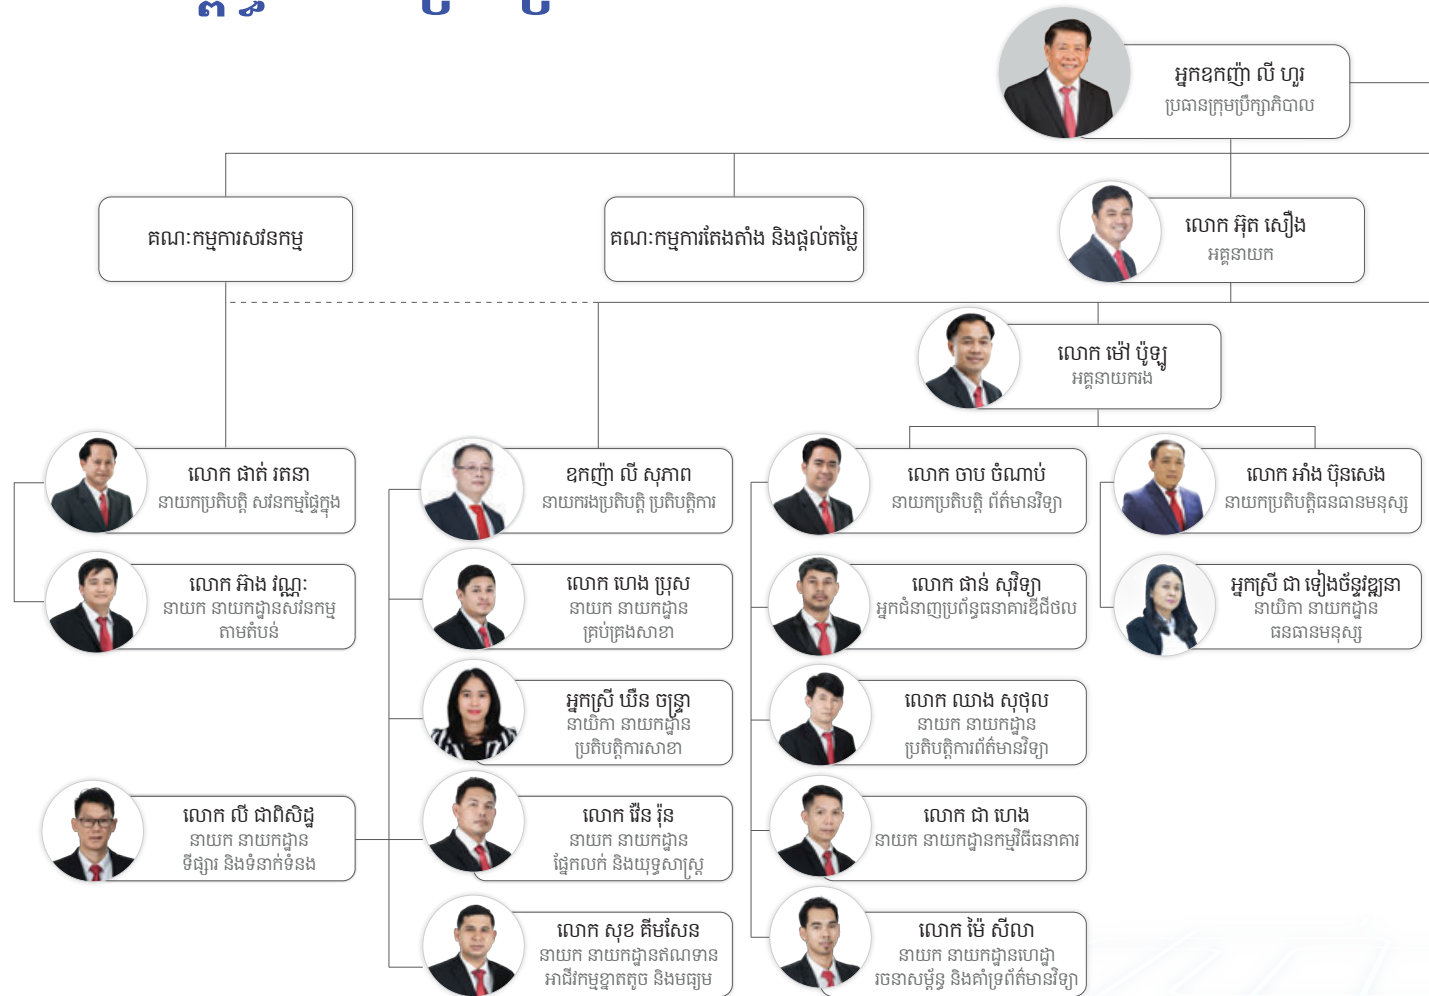 អ្នកឧកញ៉ា លី ហួរ
ប្រធានក្រុមប្រឹក្សាភិបាល
គណ:កម្មការសវនកម្ម
គណ:កម្មការតែងតាំង និងផ្តល់តម្លៃ
លោក អ៊ុត សឿង
អគ្គនាយក
លោក ម៉ៅ ប៉ូឡូ
អគ្គនាយករង
លោក ផាត់ រតនា
នាយកប្រតិបត្តិ សវនកម្មផ្ទៃក្នុង
ឧកញ៉ា លី សុភាព
នាយករងប្រតិបត្តិ ប្រតិបត្តិការ
លោក ចាប ចំណាប់
នាយកប្រតិបត្តិ ព័ត៌មានវិទ្យា
លោក អាំង ប៊ុនសេង
នាយកប្រតិបត្តិធនធានមនុស្ស
លោក អ៊ាង វណ្ណ:
នាយក នាយកដ្ឋានសវនកម្ម
តាមតំបន់
លោក ហេង ប្រុស
នាយក នាយកដ្ឋាន
គ្រប់គ្រងសាខា
លោក ផាន់ សុវិទ្យា
អ្នកជំនាញប្រព័ន្ធធនាគារឌីជីថល
អ្នកស្រី ជា ទៀងច័ន្ទវឌ្ឍនា
នាយិកា នាយកដ្ឋាន
ធនធានមនុស្ស
អ្នកស្រី ឃឺន ចន្ត្រា
នាយិកា នាយកដ្ឋាន
ប្រតិបត្តិការសាខា
លោក ឈាង សុថុល
នាយក នាយកដ្ឋាន
ប្រតិបត្តិការព័ត៌មានវិទ្យា
លោក លី ជាពិសិដ្ឋ
នាយក នាយកដ្ឋាន
ទីផ្សារ និងទំនាក់ទំនង
លោក វ៉ែន រ៉ុន
នាយក នាយកដ្ឋាន
ផ្នែកលក់ និងយុទ្ធសាស្ត្រ
លោក ជា ហេង
នាយក នាយកដ្ឋានកម្មវិធីធនាគារ
លោក សុខ គីមសែន
នាយក នាយកដ្ឋានឥណទាន
អាជីវកម្មខ្នាតតូច និងមធ្យម
លោក ម៉ៃ សីលា
នាយក នាយកដ្ឋានហេដ្ឋា
រចនាសម្ព័ន្ធ និងគាំទ្រព័ត៌មានវិទ្យា